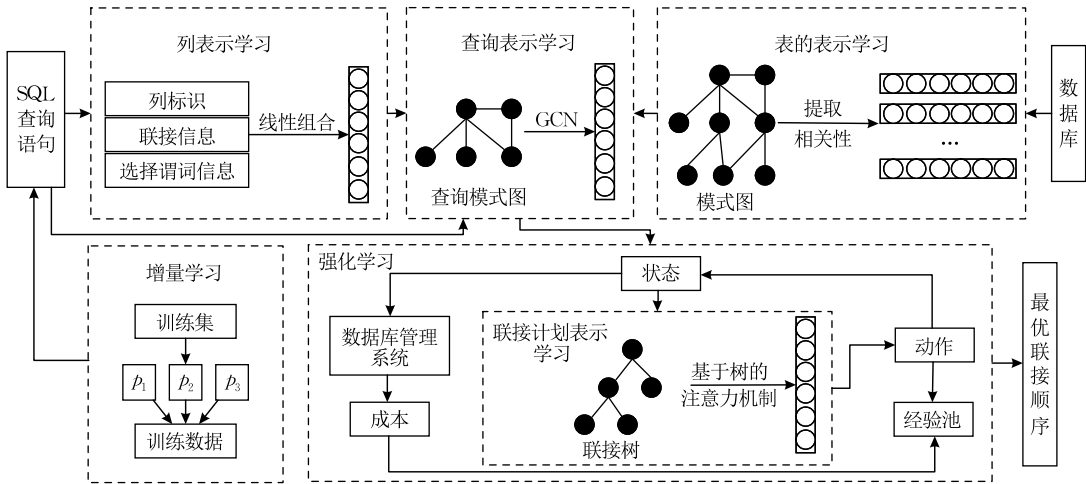 SQL
查询
语句
列表示学习
列标识
联接信息
选择谓词信息
线性组合
查询表示学习
GCN
查询模式图
表的表示学习
提取
相关性
...
模式图
数据库
增量学习
训练集
p1
p2
p3
训练数据
强化学习
状态
数据库管理
系统
成本
联接计划表示
学习
基于树的
注意力机制
联接树
动作
经验池
最优联接顺序